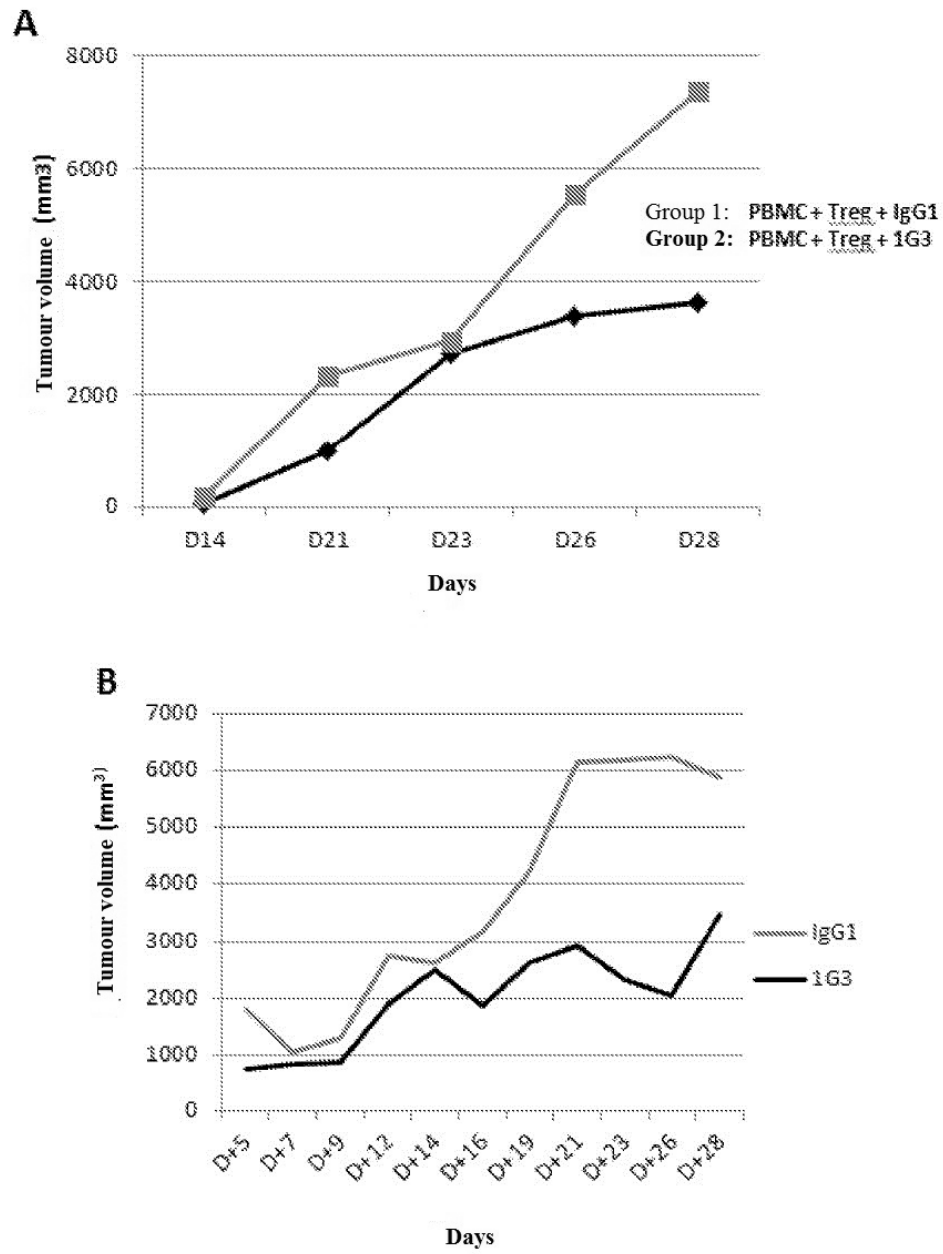 A
8000
6000
4000
2000
0
Tumour volume (mm3)
Group 1: PBMC + Treg + IgG1
Group 2: PBMC + Treg + 1G3
D14 D21 D23 D26 D28
Days
B
7000
6000
5000
4000
3000
2000
1000
0
Tumour volume (mm³)
IgG1
1G3
D+5 D+7 D+9 D+12 D+14 D+16 D+19 D+21 D+23 D+26 D+28
Days